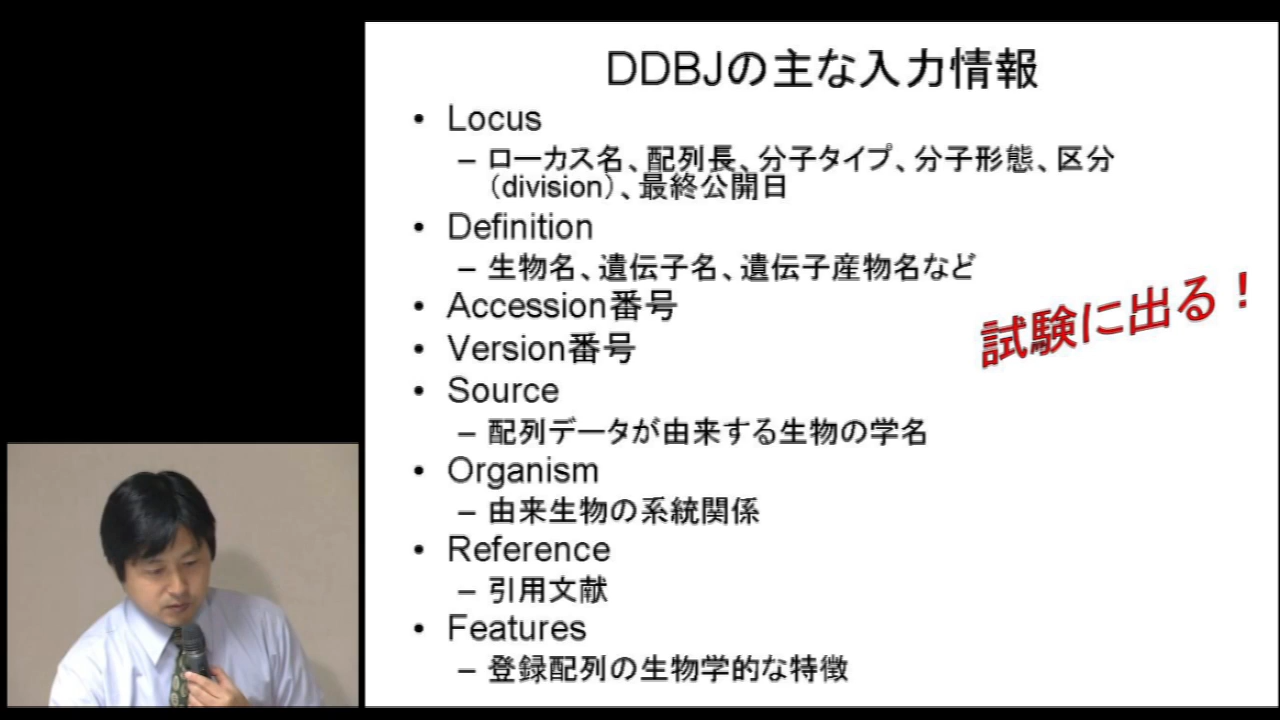 DDBJの主な入力情報
• Locus
– ローカス名、配列長、分子タイプ、分子形態、区分
（division）、最終公開日
• Definition
– 生物名、遺伝子名、遺伝子産物名など
• Accession番号
• Version番号
試験に出る！
• Source
– 配列データが由来する生物の学名
• Organism
– 由来生物の系統関係
• Reference
– 引用文献
• Features
– 登録配列の生物学的な特徴